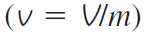 (ν = V/m)